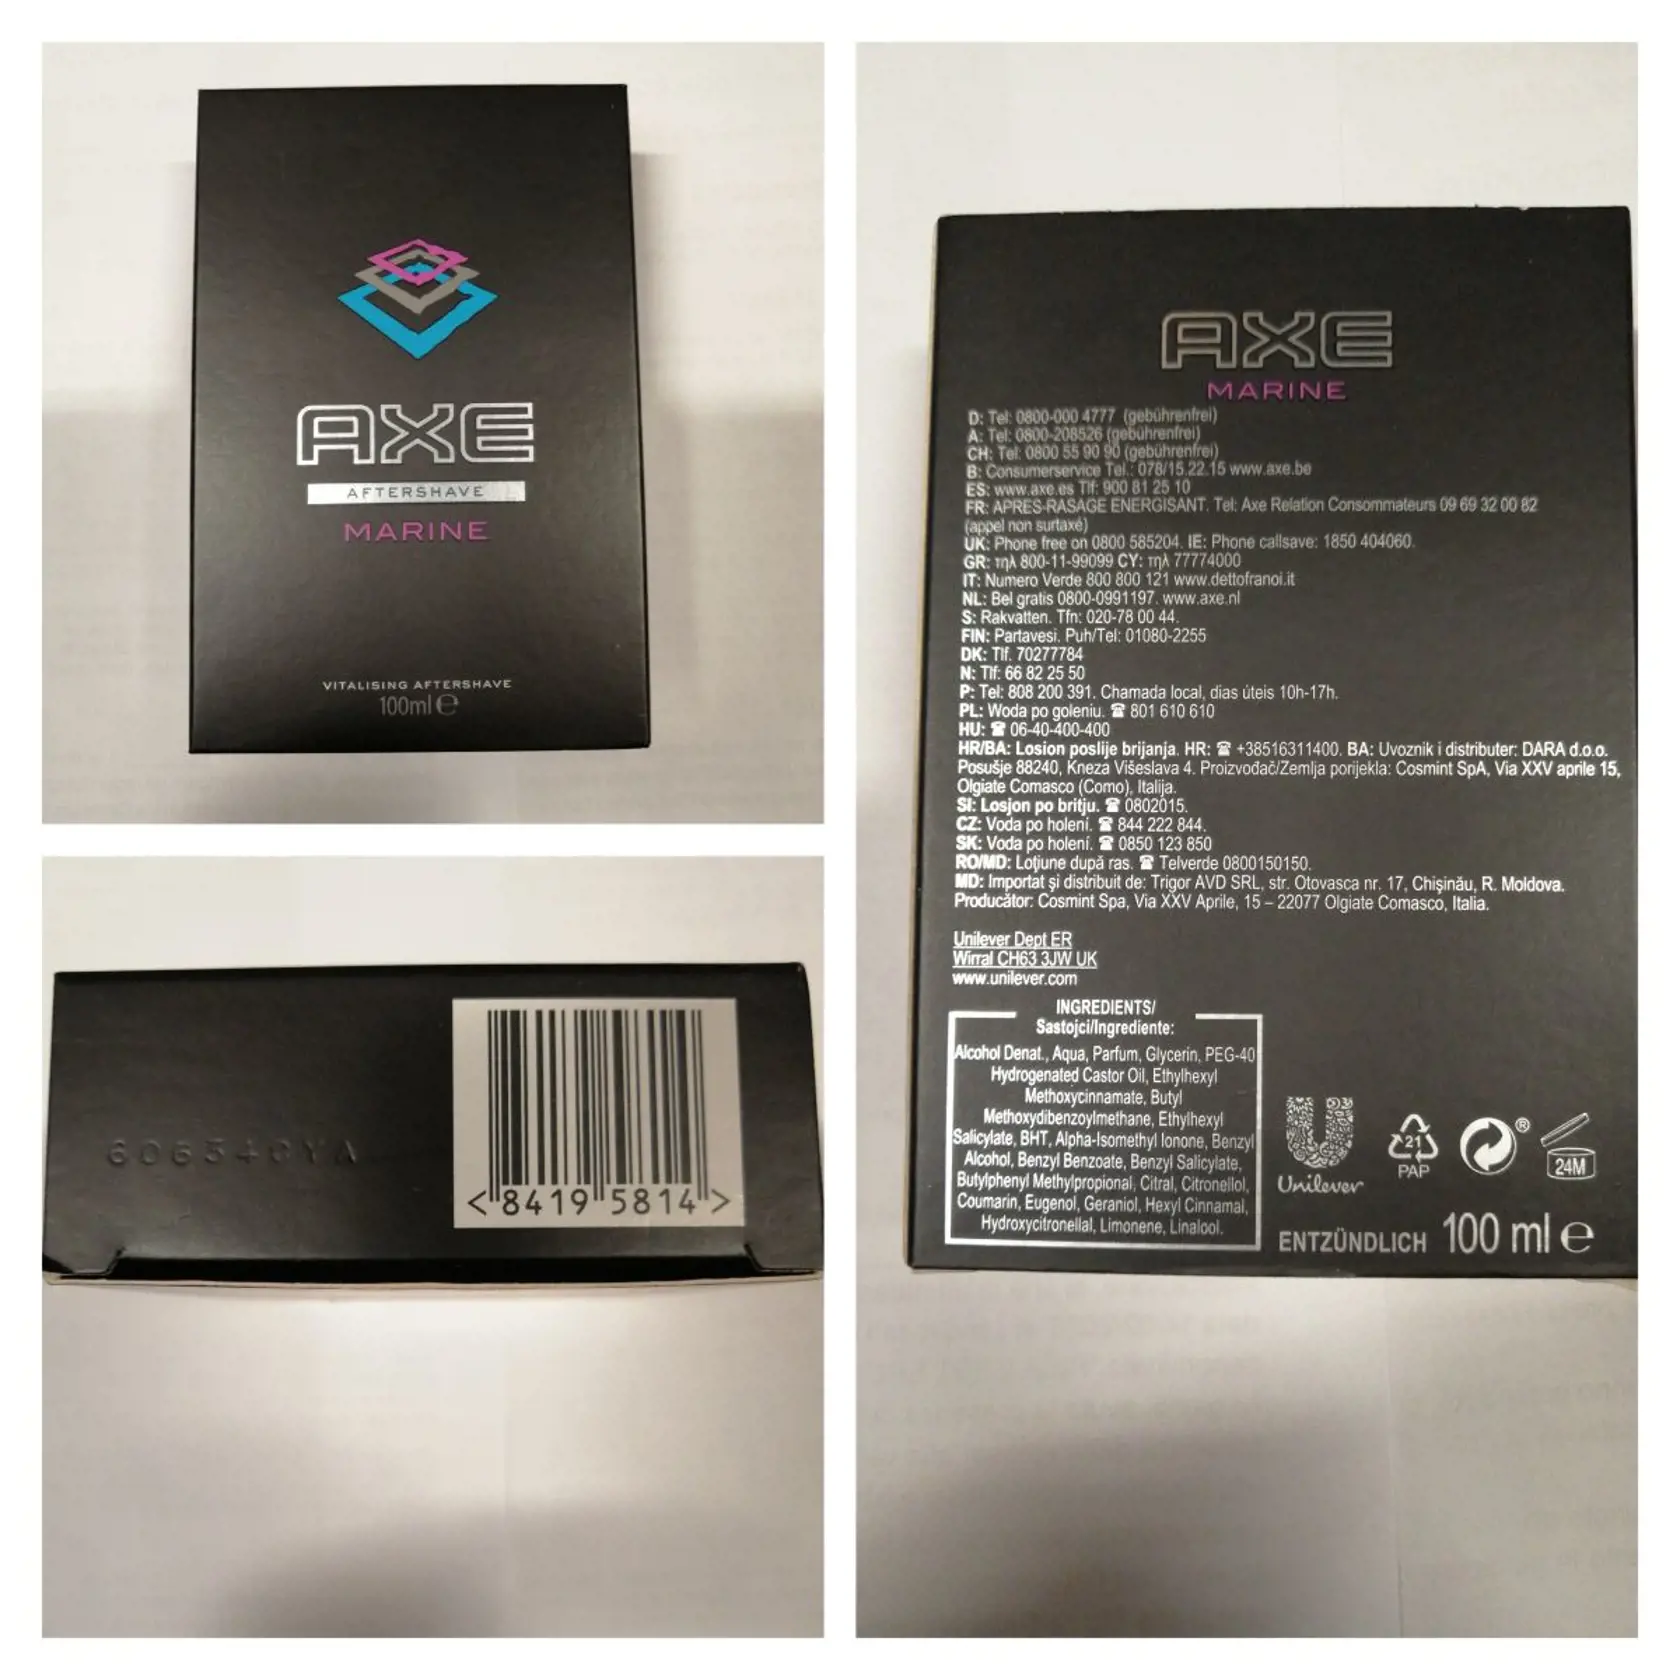 AXE
AFTERSHAVE
MARINE
VITALISING AFTERSHAVE
100ml℮
606540YA
<8419 5814>
AXE
MARINE
D: Tel: 0800-000 4777 (gebührenfrei)
A: Tel: 0800-208526 (gebührenfrei)
CH: Tel: 0800 55 90 90 (gebührenfrei)
B: Consumerservice Tel.: 078/15.22.15 www.axe.be
ES: www.axe.es Tlf: 900 81 25 10
FR: APRES-RASAGE ENERGISANT. Tel: Axe Relation Consommateurs 09 69 32 00 82
(appel non surtaxé)
UK: Phone free on 0800 585204. IE: Phone callsave: 1850 404060.
GR: τηλ 800-11-99099 CY: τηλ 77774000
IT: Numero Verde 800 800 121 www.dettofranoi.it
NL: Bel gratis 0800-0991197. www.axe.nl
S: Rakvatten. Tfn: 020-78 00 44.
FIN: Partavesi. Puh/Tel: 01080-2255
DK: Tlf. 70277784
N: Tlf: 66 82 25 50
P: Tel: 808 200 391. Chamada local, dias úteis 10h-17h.
PL: Woda po goleniu. ☎ 801 610 610
HU: ☎ 06-40-400-400
HR/BA: Losion poslije brijanja. HR: ☎ +38516311400. BA: Uvoznik i distributer: DARA d.o.o.
Posušje 88240, Kneza Višeslava 4. Proizvođač/Zemlja porijekla: Cosmint SpA, Via XXV aprile 15,
Olgiate Comasco (Como), Italija.
SI: Losjon po britju. ☎ 0802015.
CZ: Voda po holení. ☎ 844 222 844.
SK: Voda po holení. ☎ 0850 123 850
RO/MD: Loţiune după ras. ☎ Telverde 0800150150.
MD: Importat şi distribuit de: Trigor AVD SRL, str. Otovasca nr. 17, Chişinău, R. Moldova.
Producător: Cosmint Spa, Via XXV Aprile, 15 – 22077 Olgiate Comasco, Italia.
Unilever Dept ER
Wirral CH63 3JW UK
www.unilever.com
INGREDIENTS/
Sastojci/Ingrediente:
Alcohol Denat., Aqua, Parfum, Glycerin, PEG-40
Hydrogenated Castor Oil, Ethylhexyl
Methoxycinnamate, Butyl
Methoxydibenzoylmethane, Ethylhexyl
Salicylate, BHT, Alpha-Isomethyl Ionone, Benzyl
Alcohol, Benzyl Benzoate, Benzyl Salicylate,
Butylphenyl Methylpropional, Citral, Citronellol,
Coumarin, Eugenol, Geraniol, Hexyl Cinnamal,
Hydroxycitronellal, Limonene, Linalool.
Unilever
21
PAP
®
24M
ENTZÜNDLICH 100 ml ℮